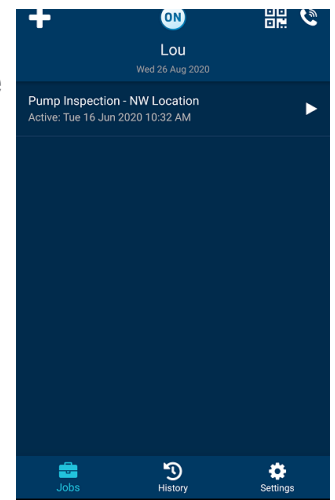 ON
Lou
Wed 26 Aug 2020
Pump Inspection - NW Location
Active: Tue 16 Jun 2020 10:32 AM
Jobs
History
Settings